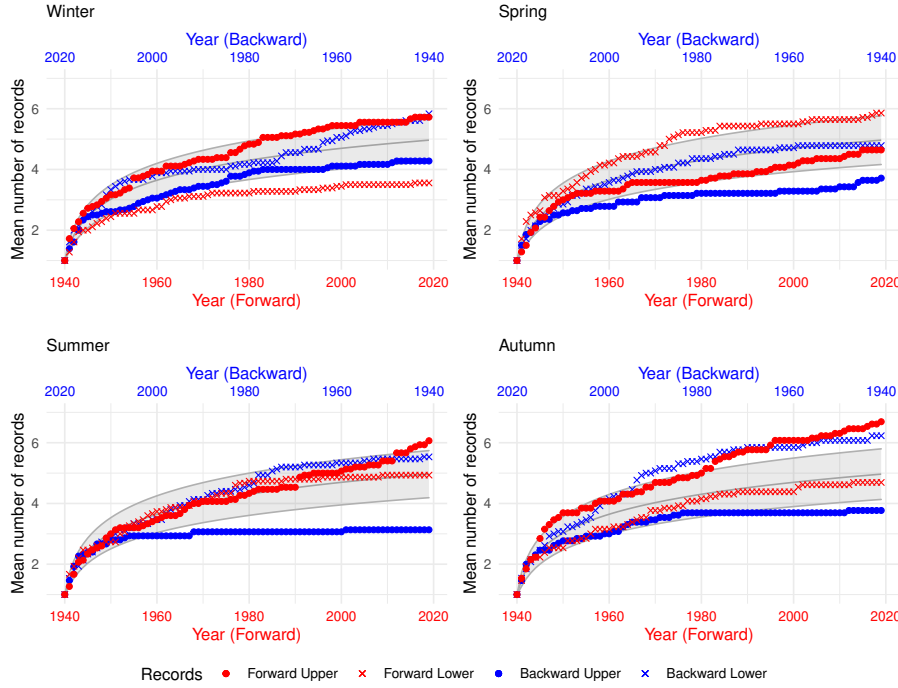 Winter
Year (Backward)
2020 2000 1980 1960 1940
Mean number of records
6
4
2
1940 1960 1980 2000 2020
Year (Forward)
Spring
Year (Backward)
2020 2000 1980 1960 1940
Mean number of records
6
4
2
1940 1960 1980 2000 2020
Year (Forward)
Summer
Year (Backward)
2020 2000 1980 1960 1940
Mean number of records
6
4
2
1940 1960 1980 2000 2020
Year (Forward)
Autumn
Year (Backward)
2020 2000 1980 1960 1940
Mean number of records
6
4
2
1940 1960 1980 2000 2020
Year (Forward)
Records Forward Upper Forward Lower Backward Upper Backward Lower